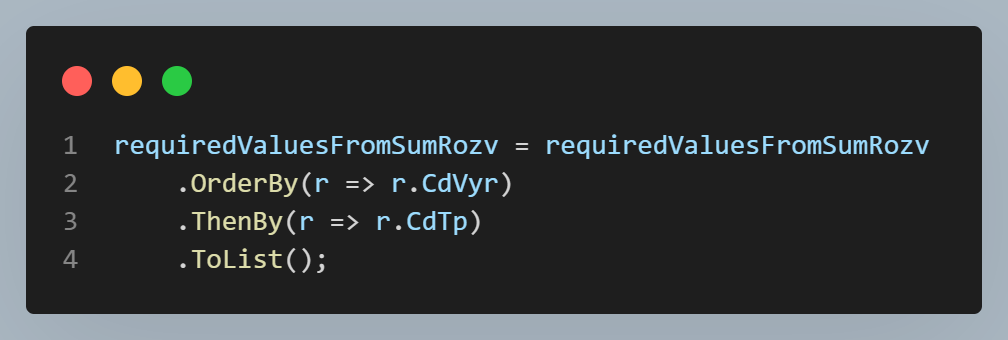 1 requiredValuesFromSumRozv = requiredValuesFromSumRozv
2     .OrderBy(r => r.CdVyr)
3     .ThenBy(r => r.CdTp)
4     .ToList();